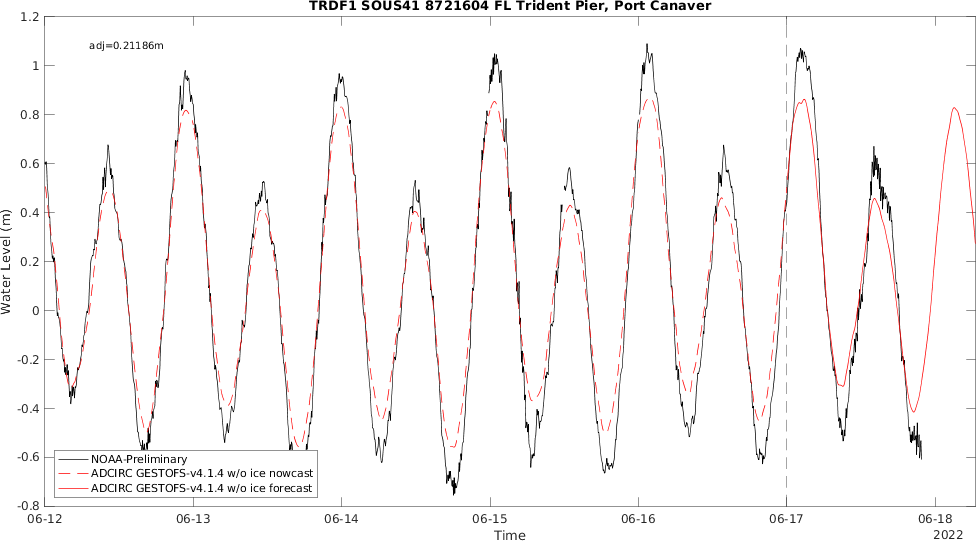 TRDF1 SOUS41 8721604 FL Trident Pier, Port Canaver
adj=0.21186m
1.2
1
0.8
0.6
0.4
0.2
0
-0.2
-0.4
-0.6
-0.8
Water Level (m)
NOAA-Preliminary
ADCIRC GESTOFS-v4.1.4 w/o ice nowcast
ADCIRC GESTOFS-v4.1.4 w/o ice forecast
06-12 06-13 06-14 06-15 06-16 06-17 06-18
Time
2022